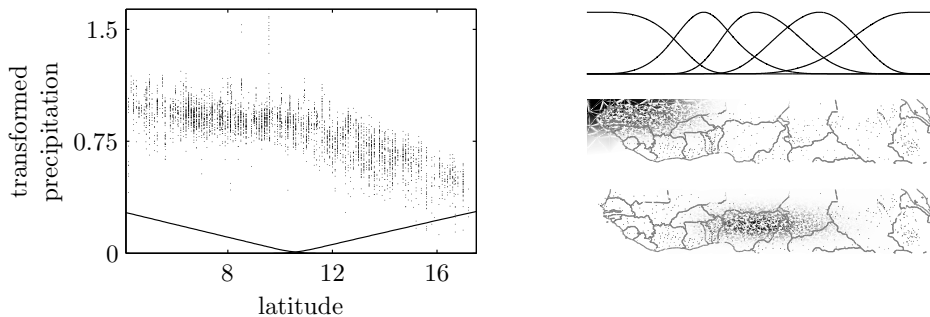 1.5
0.75
0
transformed
precipitation
8 12 16
latitude